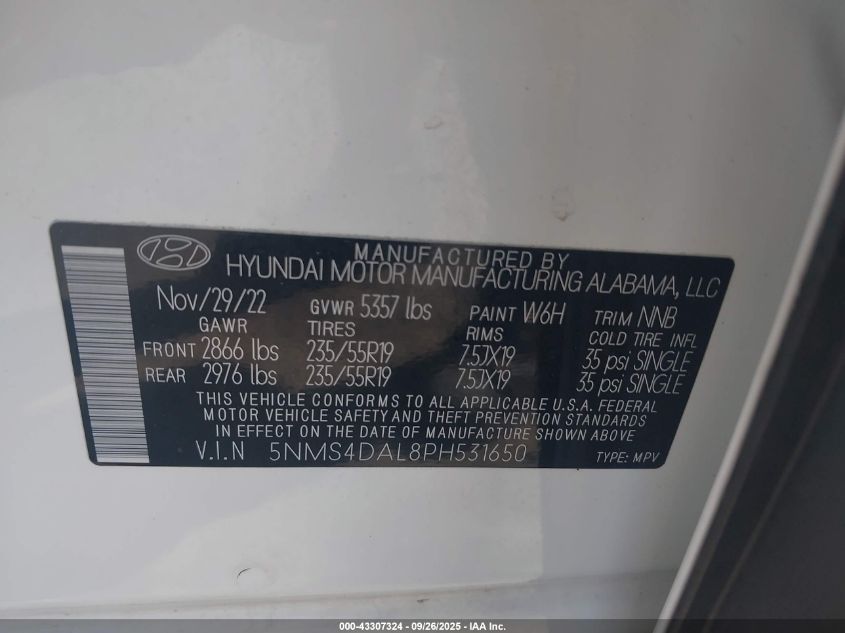 MANUFACTURED BY
HYUNDAI MOTOR MANUFACTURING ALABAMA, LLC
Nov/29/22 GVWR 5357 lbs PAINT W6H TRIM NNB
GAWR TIRES RIMS COLD TIRE INFL
FRONT 2866 lbs 235/55R19 7.5JX19 35 psi SINGLE
REAR 2976 lbs 235/55R19 7.5JX19 35 psi SINGLE
THIS VEHICLE CONFORMS TO ALL APPLICABLE U.S.A. FEDERAL
MOTOR VEHICLE SAFETY AND THEFT PREVENTION STANDARDS
IN EFFECT ON THE DATE OF MANUFACTURE SHOWN ABOVE.
V.I.N 5NMS4DAL8PH531650 TYPE: MPV
000-43307324 - 09/26/2025 - IAA Inc.